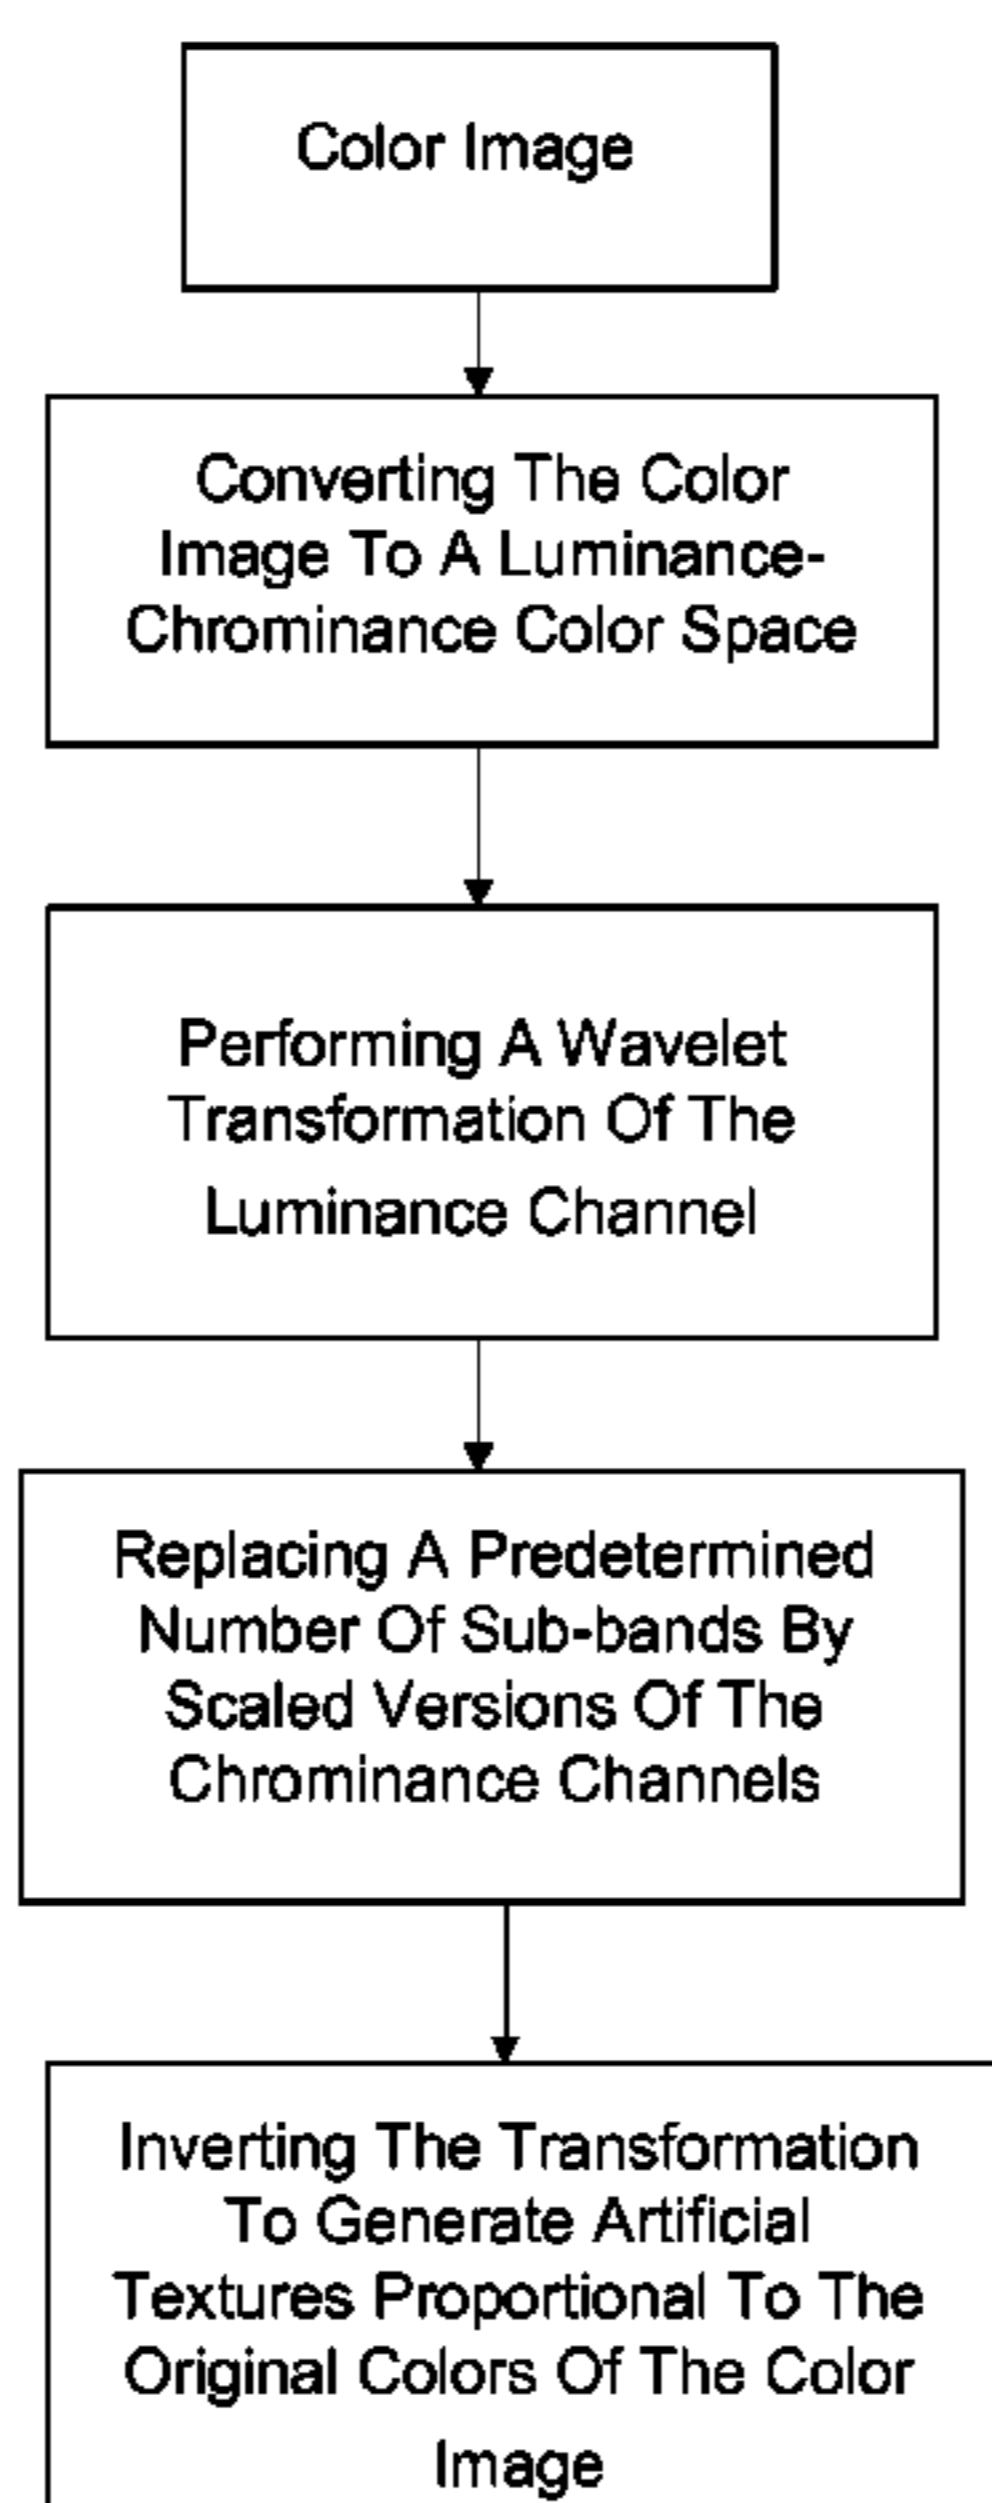 Color Image
Converting The Color
Image To A Luminance-
Chrominance Color Space
Performing A Wavelet
Transformation Of The
Luminance Channel
Replacing A Predetermined
Number Of Sub-bands By
Scaled Versions Of The
Chrominance Channels
Inverting The Transformation
To Generate Artificial
Textures Proportional To The
Original Colors Of The Color
Image